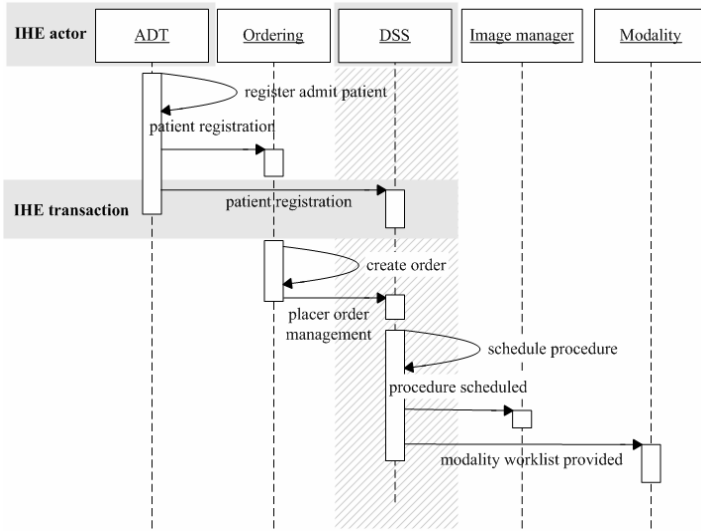 IHE actor
ADT
Ordering
DSS
Image manager
Modality
register admit patient
patient registration
IHE transaction
patient registration
create order
placer order
management
schedule procedure
procedure scheduled
modality worklist provided